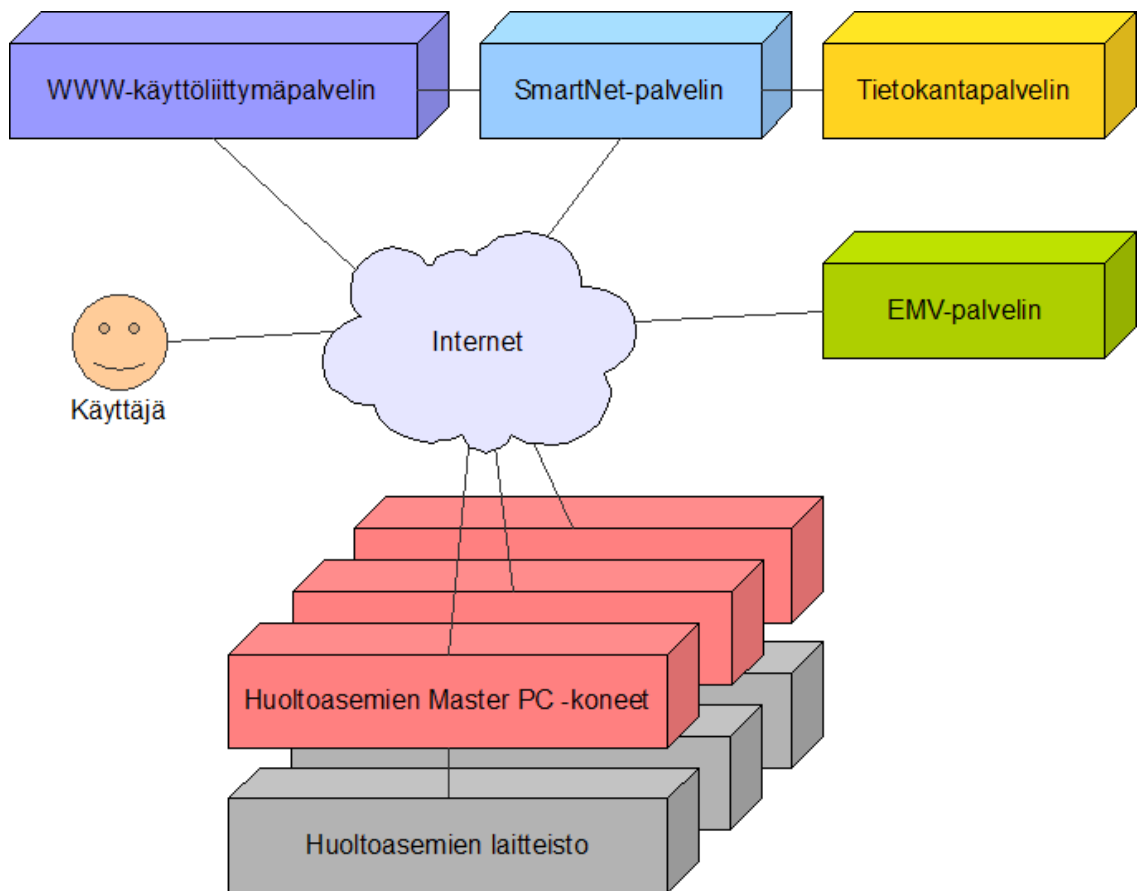 WWW-käyttöliittymäpalvelin
SmartNet-palvelin
Tietokantapalvelin
EMV-palvelin
Internet
Käyttäjä
Huoltoasemien Master PC -koneet
Huoltoasemien laitteisto